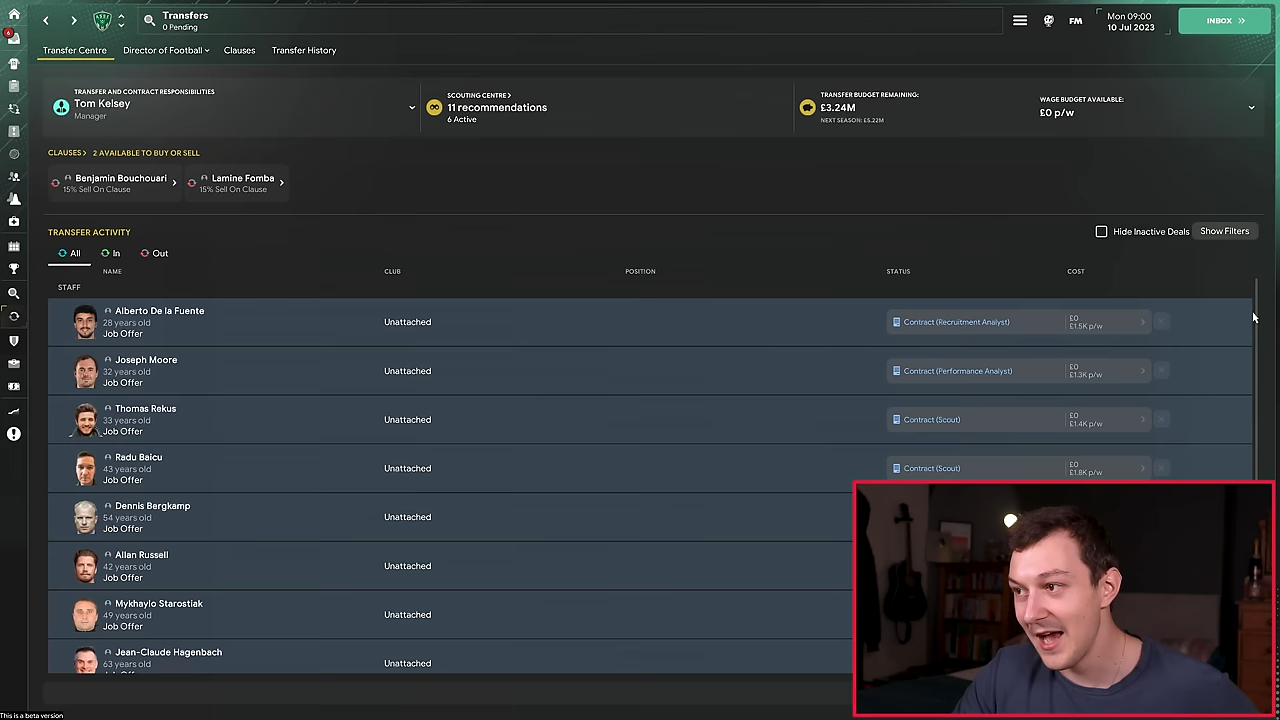 Transfers
0 Pending
FM
Mon 09:00
10 Jul 2023
INBOX
6
Transfer Centre
Director of Football
Clauses
Transfer History
TRANSFER AND CONTRACT RESPONSIBILITIES
Tom Kelsey
Manager
SCOUTING CENTRE >
11 recommendations
6 Active
TRANSFER BUDGET REMAINING:
£3.24M
NEXT SEASON: £5.22M
WAGE BUDGET AVAILABLE:
£0 p/w
CLAUSES > 2 AVAILABLE TO BUY OR SELL
Benjamin Bouchouari
15% Sell On Clause
Lamine Fomba
15% Sell On Clause
TRANSFER ACTIVITY
Hide Inactive Deals
Show Filters
All
In
Out
NAME
CLUB
POSITION
STATUS
COST
STAFF
Alberto De la Fuente
28 years old
Job Offer
Unattached
Contract (Recruitment Analyst)
£0
£1.5K p/w
Joseph Moore
32 years old
Job Offer
Unattached
Contract (Performance Analyst)
£0
£1.3K p/w
Thomas Rekus
33 years old
Job Offer
Unattached
Contract (Scout)
£0
£1.4K p/w
Radu Baicu
43 years old
Job Offer
Unattached
Contract (Scout)
£0
£1.8K p/w
Dennis Bergkamp
54 years old
Job Offer
Unattached
Allan Russell
42 years old
Job Offer
Unattached
Mykhaylo Starostiak
49 years old
Job Offer
Unattached
Jean-Claude Hagenbach
63 years old
Unattached
This is a beta version